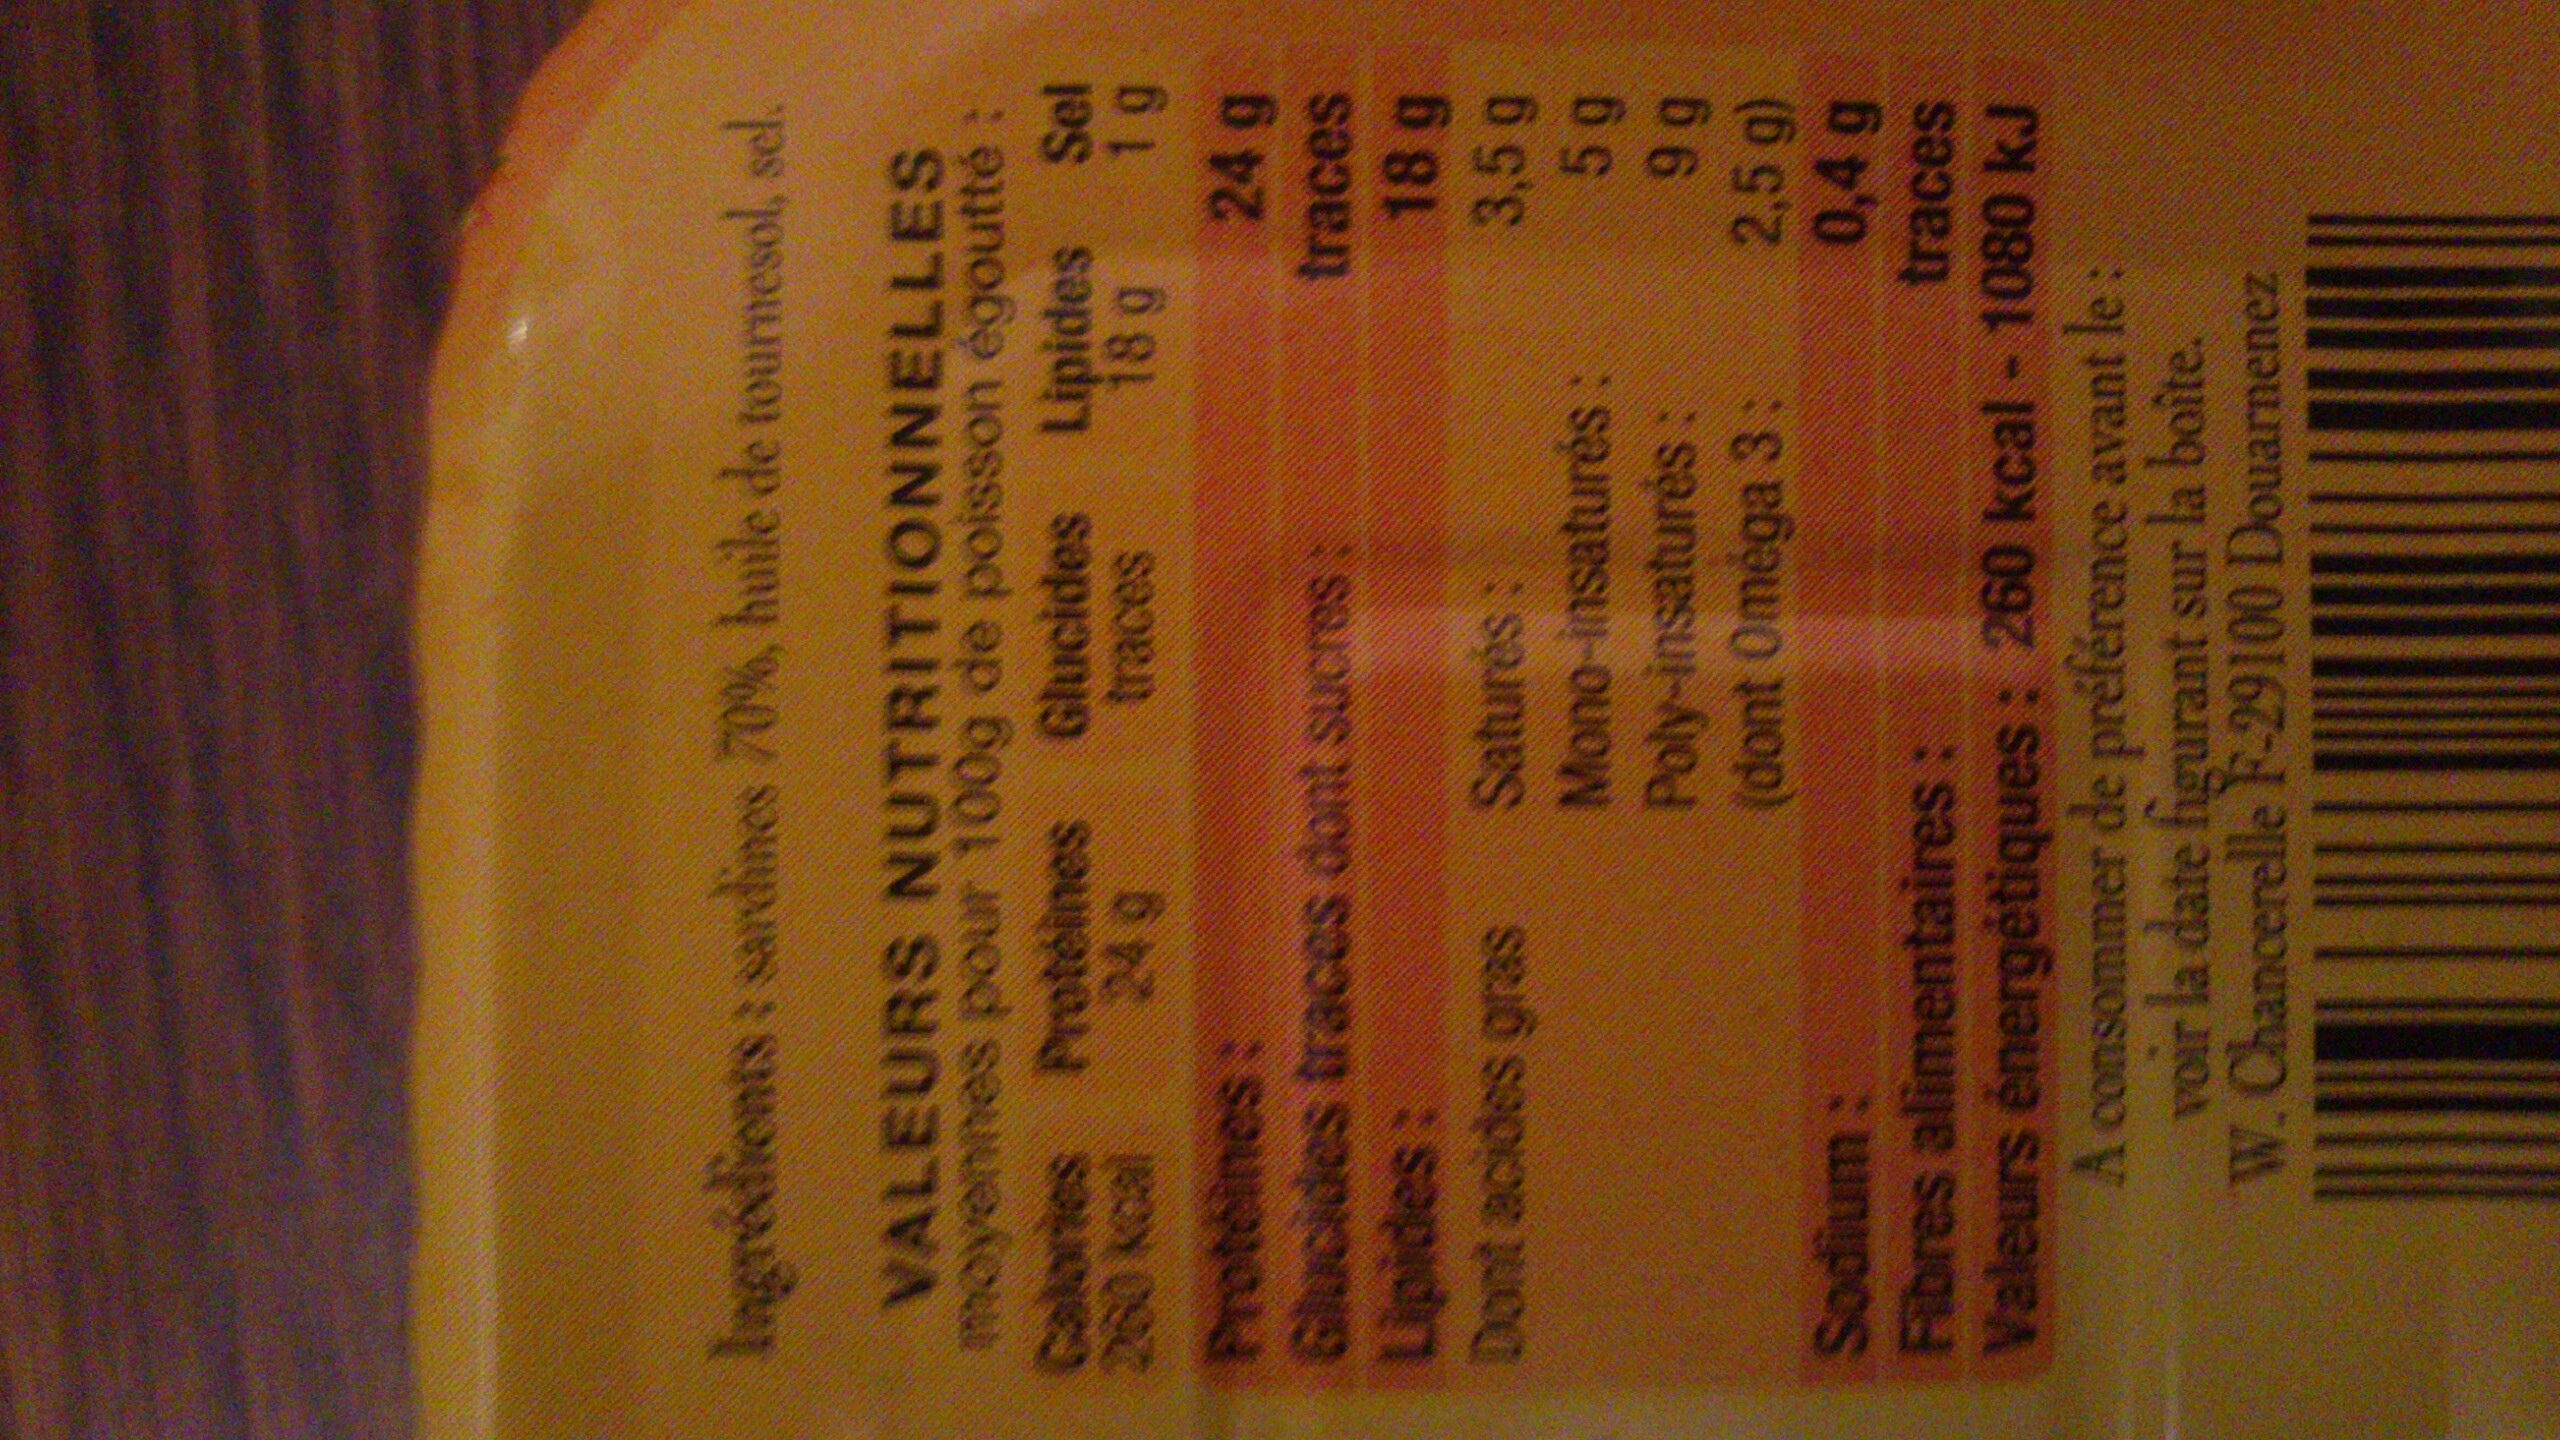 Ingrédients : sardines 70%, huile de tournesol, sel.
VALEURS NUTRITIONNELLES
moyennes pour 100g de poisson égoutté :
Calories Protéines Glucides Lipides Sel
260 kcal 24 g traces 18 g 1 g
Protéines : 24 g
Glucides traces dont sucres : traces
Lipides : 18 g
Dont acides gras Saturés : 3,5 g
Mono-insaturés : 5 g
Poly-insaturés : 9 g
(dont Oméga 3 : 2,5 g)
Sodium : 0,4 g
Fibres alimentaires : traces
Valeurs énergétiques : 260 kcal - 1080 kJ
A consommer de préférence avant le :
voir la date figurant sur la boîte.
W. Chancerelle F-29100 Douarnenez